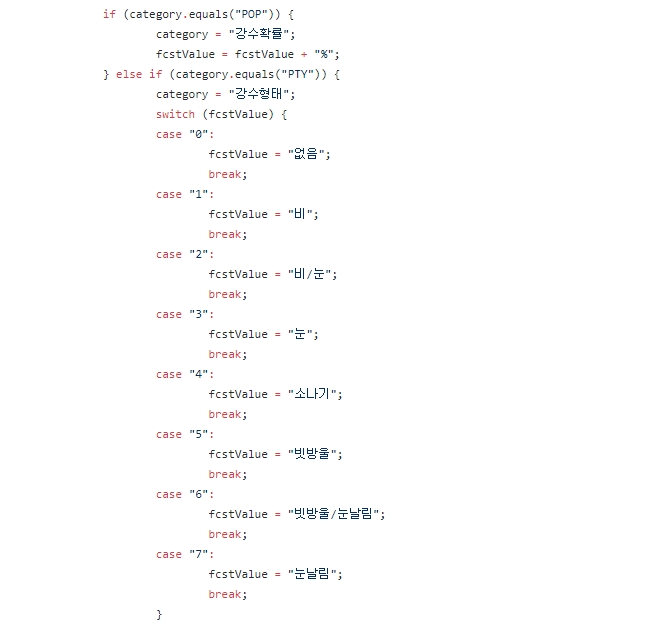 if (category.equals("POP")) {
category = "강수확률";
fcstValue = fcstValue + "%";
} else if (category.equals("PTY")) {
category = "강수형태";
switch (fcstValue) {
case "0":
fcstValue = "없음";
break;
case "1":
fcstValue = "비";
break;
case "2":
fcstValue = "비/눈";
break;
case "3":
fcstValue = "눈";
break;
case "4":
fcstValue = "소나기";
break;
case "5":
fcstValue = "빗방울";
break;
case "6":
fcstValue = "빗방울/눈날림";
break;
case "7":
fcstValue = "눈날림";
break;
}